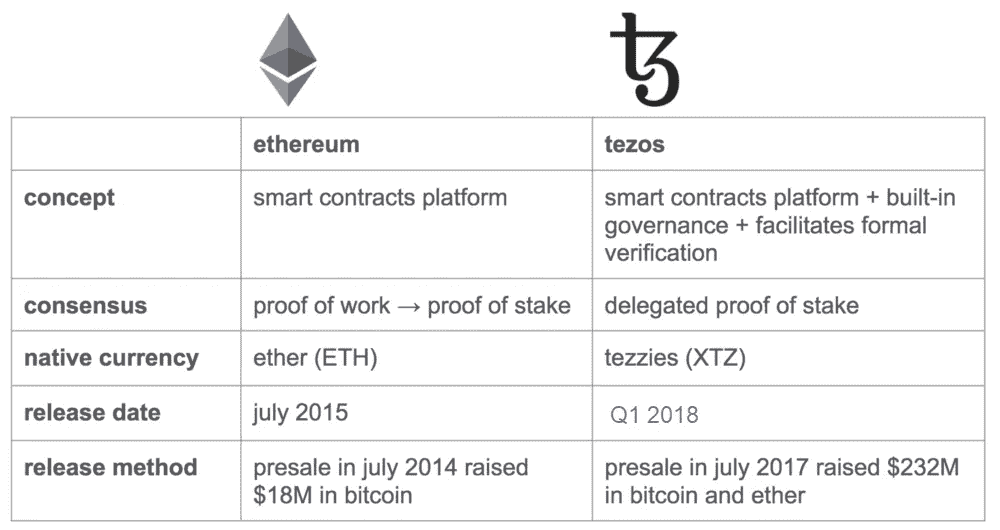 ethereum
tezos
concept
smart contracts platform
smart contracts platform + built-in
governance + facilitates formal
verification
consensus
proof of work → proof of stake
delegated proof of stake
native currency
ether (ETH)
tezzies (XTZ)
release date
july 2015
Q1 2018
release method
presale in july 2014 raised
$18M in bitcoin
presale in july 2017 raised $232M
in bitcoin and ether